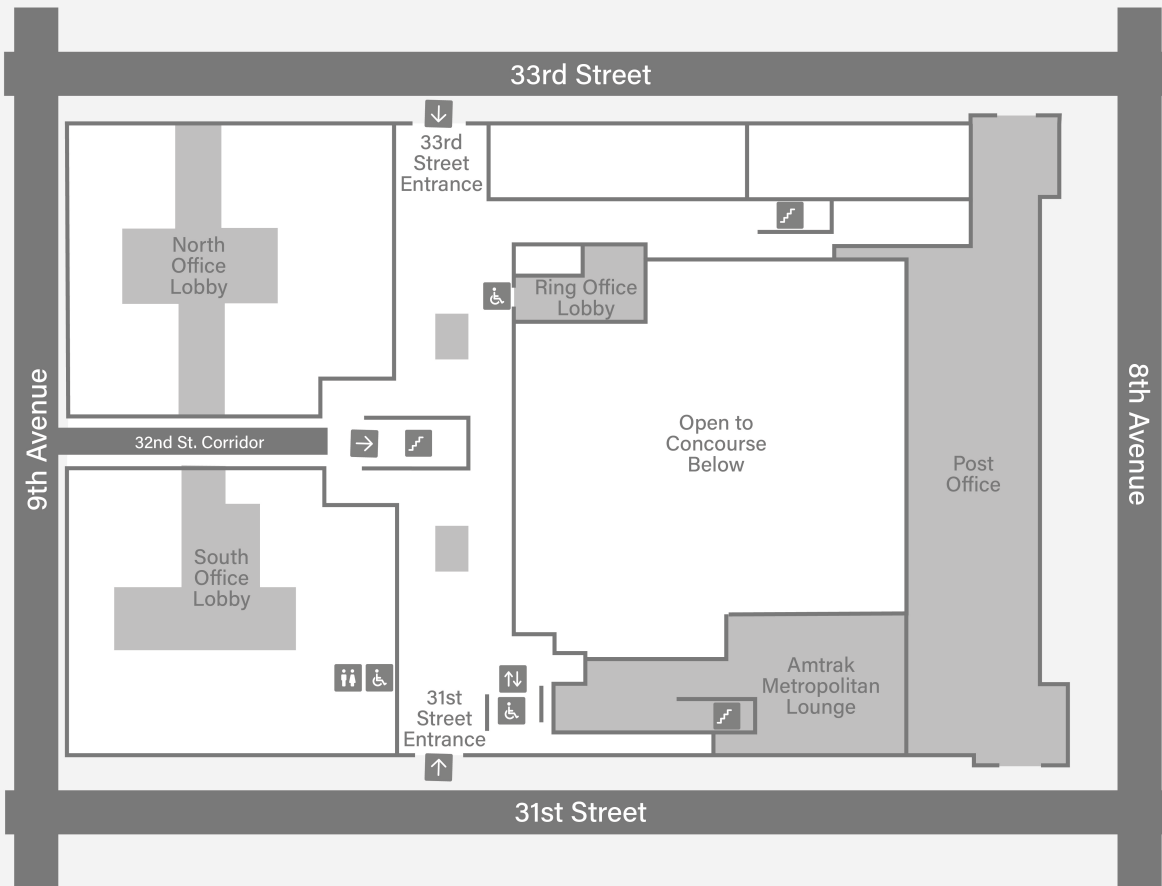 33rd Street
33rd
Street
Entrance
North
Office
Lobby
Ring Office
Lobby
9th Avenue
8th Avenue
32nd St. Corridor
Open to
Concourse
Below
Post
Office
South
Office
Lobby
31st
Street
Entrance
Amtrak
Metropolitan
Lounge
31st Street